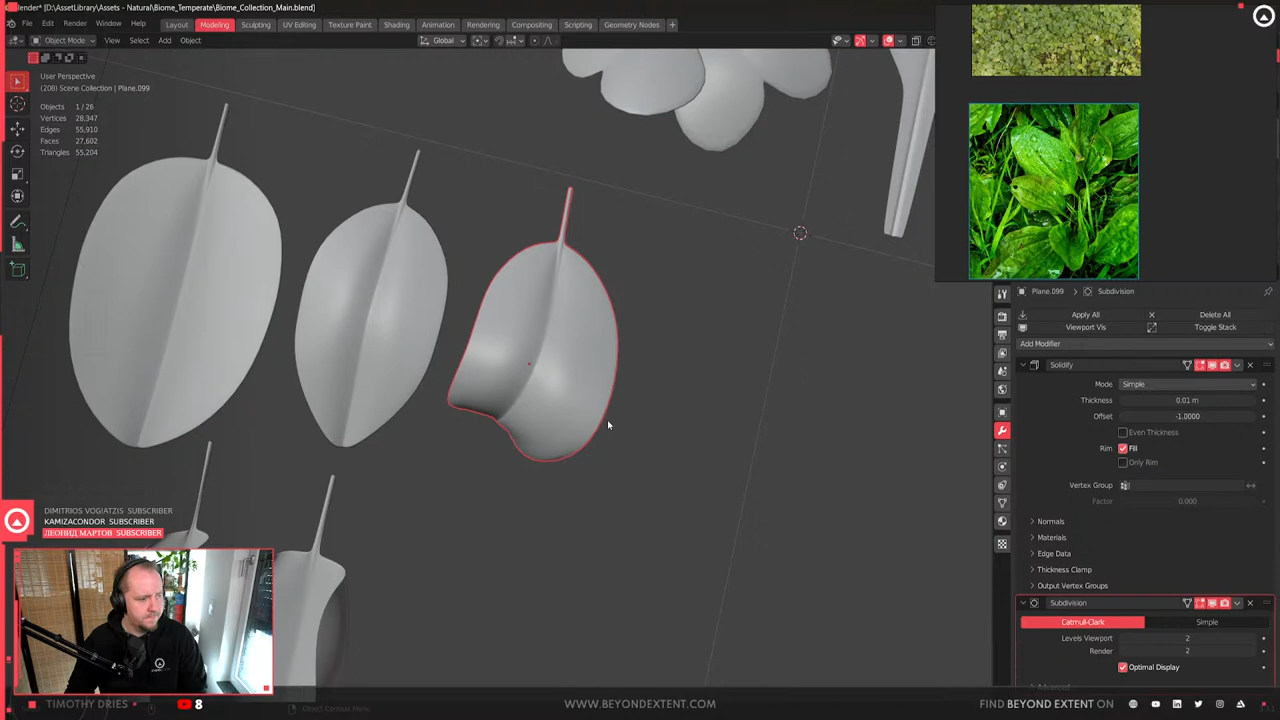 Blender* [D:\AssetLibrary\Assets - Natural\Biome_Temperate\Biome_Collection_Main.blend]
File Edit Render Window Help Layout Modeling Sculpting UV Editing Texture Paint Shading Animation Rendering Compositing Scripting Geometry Nodes +
Object Mode View Select Add Object Global
User Perspective
(208) Scene Collection | Plane.099
Objects 1 / 26
Vertices 28,347
Edges 55,910
Faces 27,602
Triangles 55,204
Plane.099 > Subdivision
Apply All Delete All
Viewport Vis Toggle Stack
Add Modifier
Solidify
Mode Simple
Thickness 0.01 m
Offset -1.0000
Even Thickness
Rim Fill
Only Rim
Vertex Group
Factor 0.000
Normals
Materials
Edge Data
Thickness Clamp
Output Vertex Groups
Subdivision
Catmull-Clark Simple
Levels Viewport 2
Render 2
Optimal Display
DIMITRIOS VOGIATZIS SUBSCRIBER
KAMIZACONDOR SUBSCRIBER
ЛЕОНИД МАРТОВ SUBSCRIBER
Object Context Menu
TIMOTHY DRIES 8 WWW.BEYONDEXTENT.COM FIND BEYOND EXTENT ON